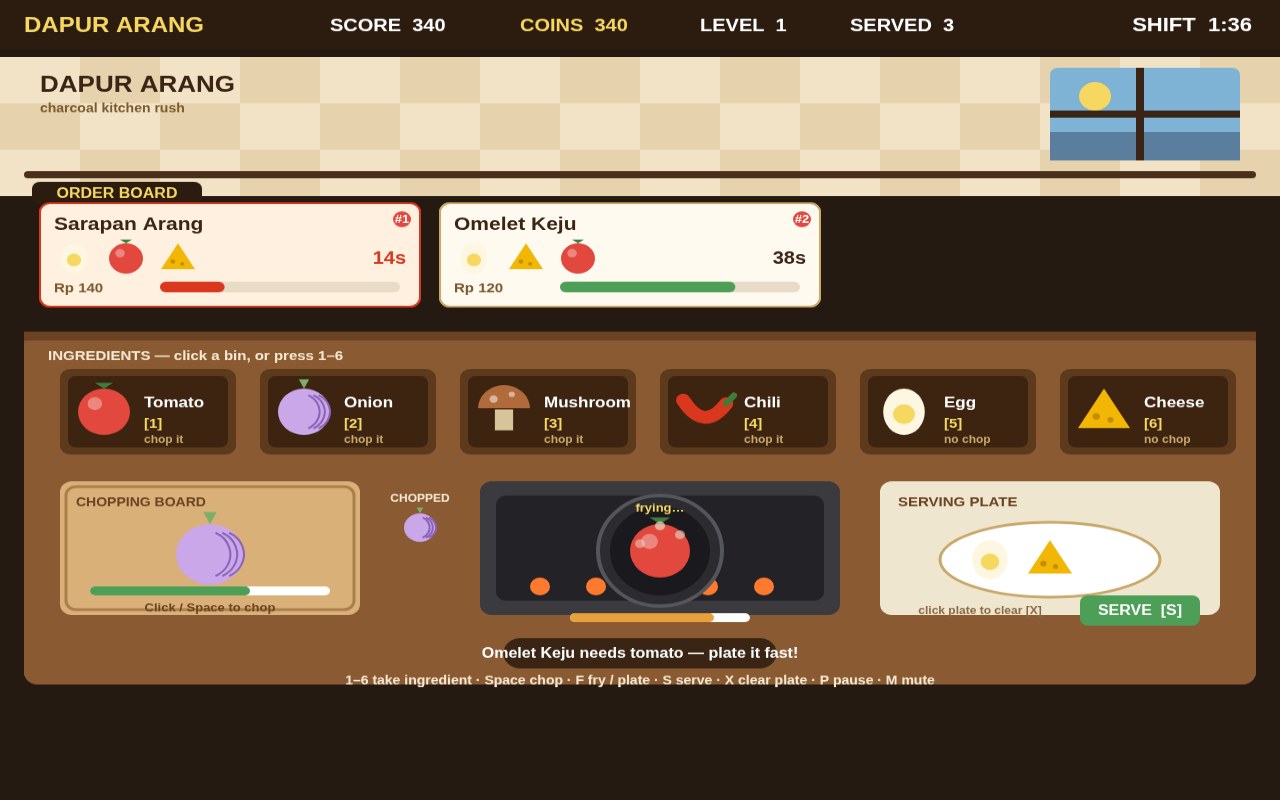 DAPUR ARANG SCORE 340 COINS 340 LEVEL 1 SERVED 3 SHIFT 1:36
DAPUR ARANG
charcoal kitchen rush
ORDER BOARD
Sarapan Arang #1
14s
Rp 140
Omelet Keju #2
38s
Rp 120
INGREDIENTS — click a bin, or press 1–6
Tomato
[1]
chop it
Onion
[2]
chop it
Mushroom
[3]
chop it
Chili
[4]
chop it
Egg
[5]
no chop
Cheese
[6]
no chop
CHOPPING BOARD
Click / Space to chop
CHOPPED
frying…
SERVING PLATE
click plate to clear [X]
SERVE [S]
Omelet Keju needs tomato — plate it fast!
1–6 take ingredient · Space chop · F fry / plate · S serve · X clear plate · P pause · M mute